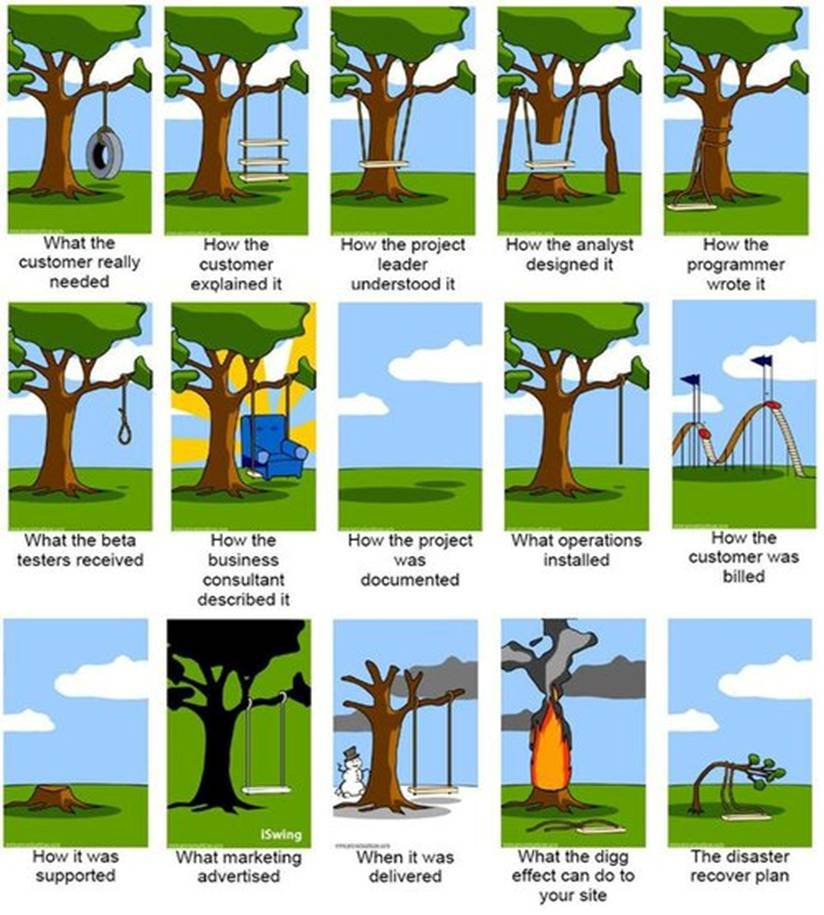 What the
customer really
needed
How the
customer
explained it
How the project
leader
understood it
How the analyst
designed it
How the
programmer
wrote it
What the beta
testers received
How the
business
consultant
described it
How the project
was
documented
What operations
installed
How the
customer was
billed
How it was
supported
iSwing
What marketing
advertised
When it was
delivered
What the digg
effect can do to
your site
The disaster
recover plan